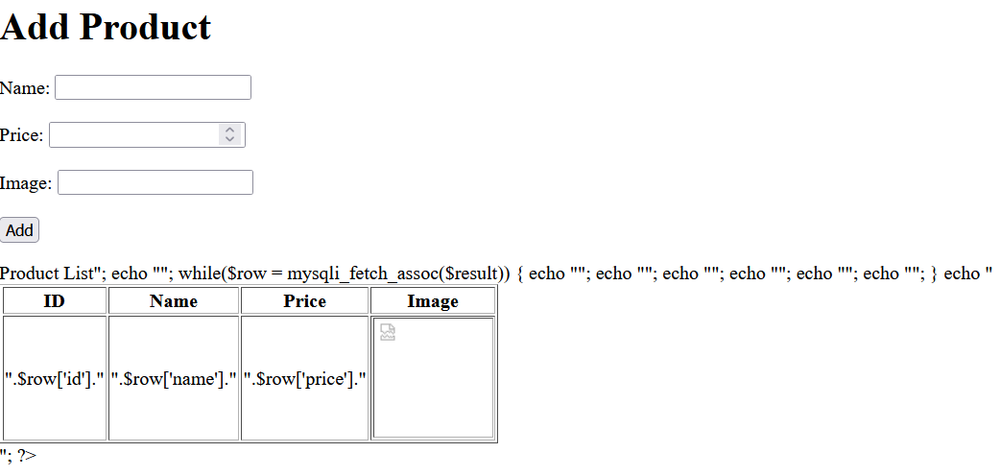 Add Product
Name:
Price:
Image:
Add
Product List"; echo ""; while($row = mysqli_fetch_assoc($result)) { echo ""; echo ""; echo ""; echo ""; echo ""; echo ""; } echo "
ID Name Price Image
".$row['id']." ".$row['name']." ".$row['price']."
"; ?>